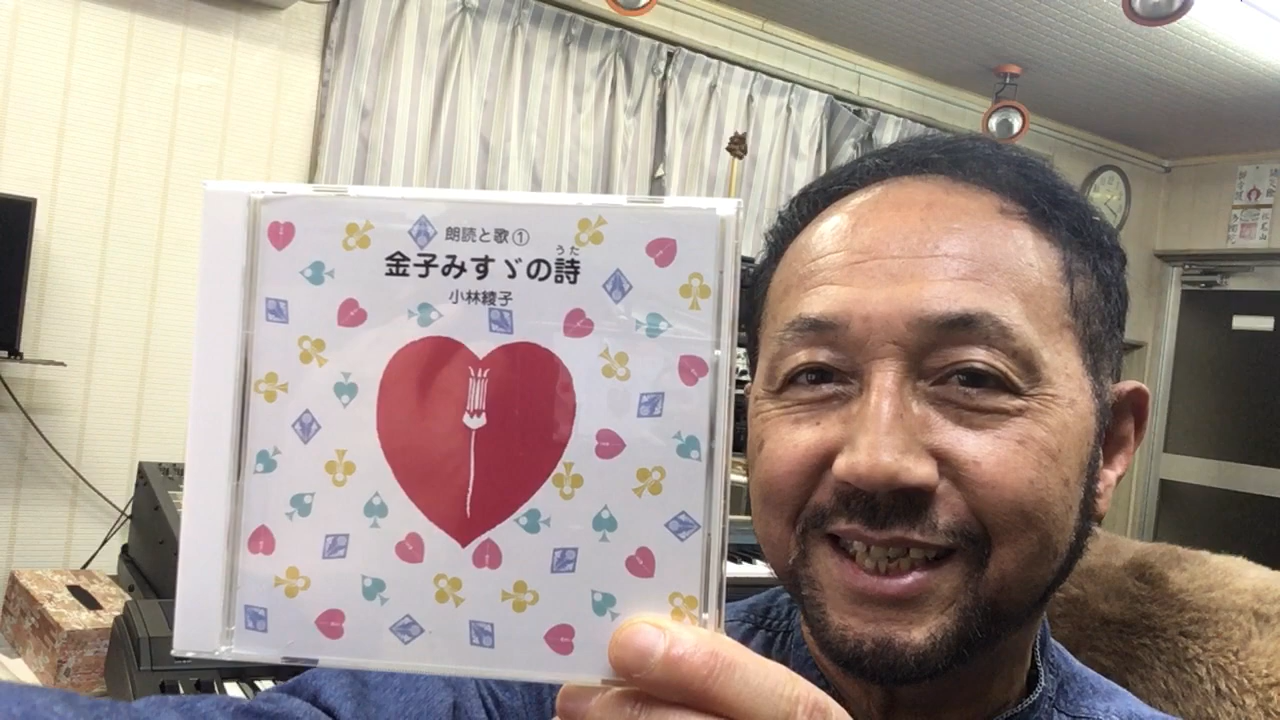 朗読と歌①
うた
金子みすゞの詩
小林綾子